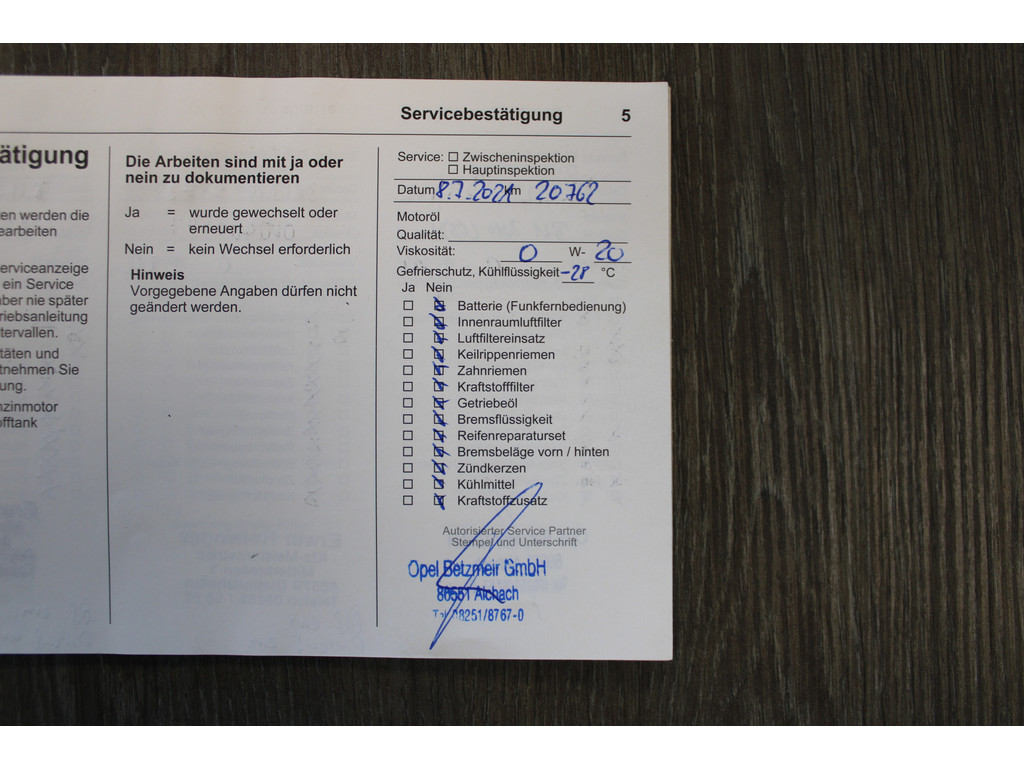 Servicebestätigung 5
ätigung
en werden die
earbeiten
erviceanzeige
ein Service
ber nie später
riebsanleitung
tervallen.
täten und
tnehmen Sie
ung.
nzinmotor
offtank
Die Arbeiten sind mit ja oder
nein zu dokumentieren
Ja = wurde gewechselt oder
erneuert
Nein = kein Wechsel erforderlich
Hinweis
Vorgegebene Angaben dürfen nicht
geändert werden.
Service: ☐ Zwischeninspektion
☐ Hauptinspektion
Datum 8.7.2021 km 20762
Motoröl
Qualität:
Viskosität: 0 W- 20
Gefrierschutz, Kühlflüssigkeit -28 °C
Ja Nein
☐ ☒ Batterie (Funkfernbedienung)
☐ ☒ Innenraumluftfilter
☐ ☒ Luftfiltereinsatz
☐ ☒ Keilrippenriemen
☐ ☒ Zahnriemen
☐ ☒ Kraftstofffilter
☐ ☒ Getriebeöl
☐ ☒ Bremsflüssigkeit
☐ ☒ Reifenreparaturset
☐ ☒ Bremsbeläge vorn / hinten
☐ ☒ Zündkerzen
☐ ☒ Kühlmittel
☐ ☒ Kraftstoffzusatz
Autorisierter Service Partner
Stempel und Unterschrift
Opel Betzmeir GmbH
86551 Aichach
Tel. 08251/8767-0